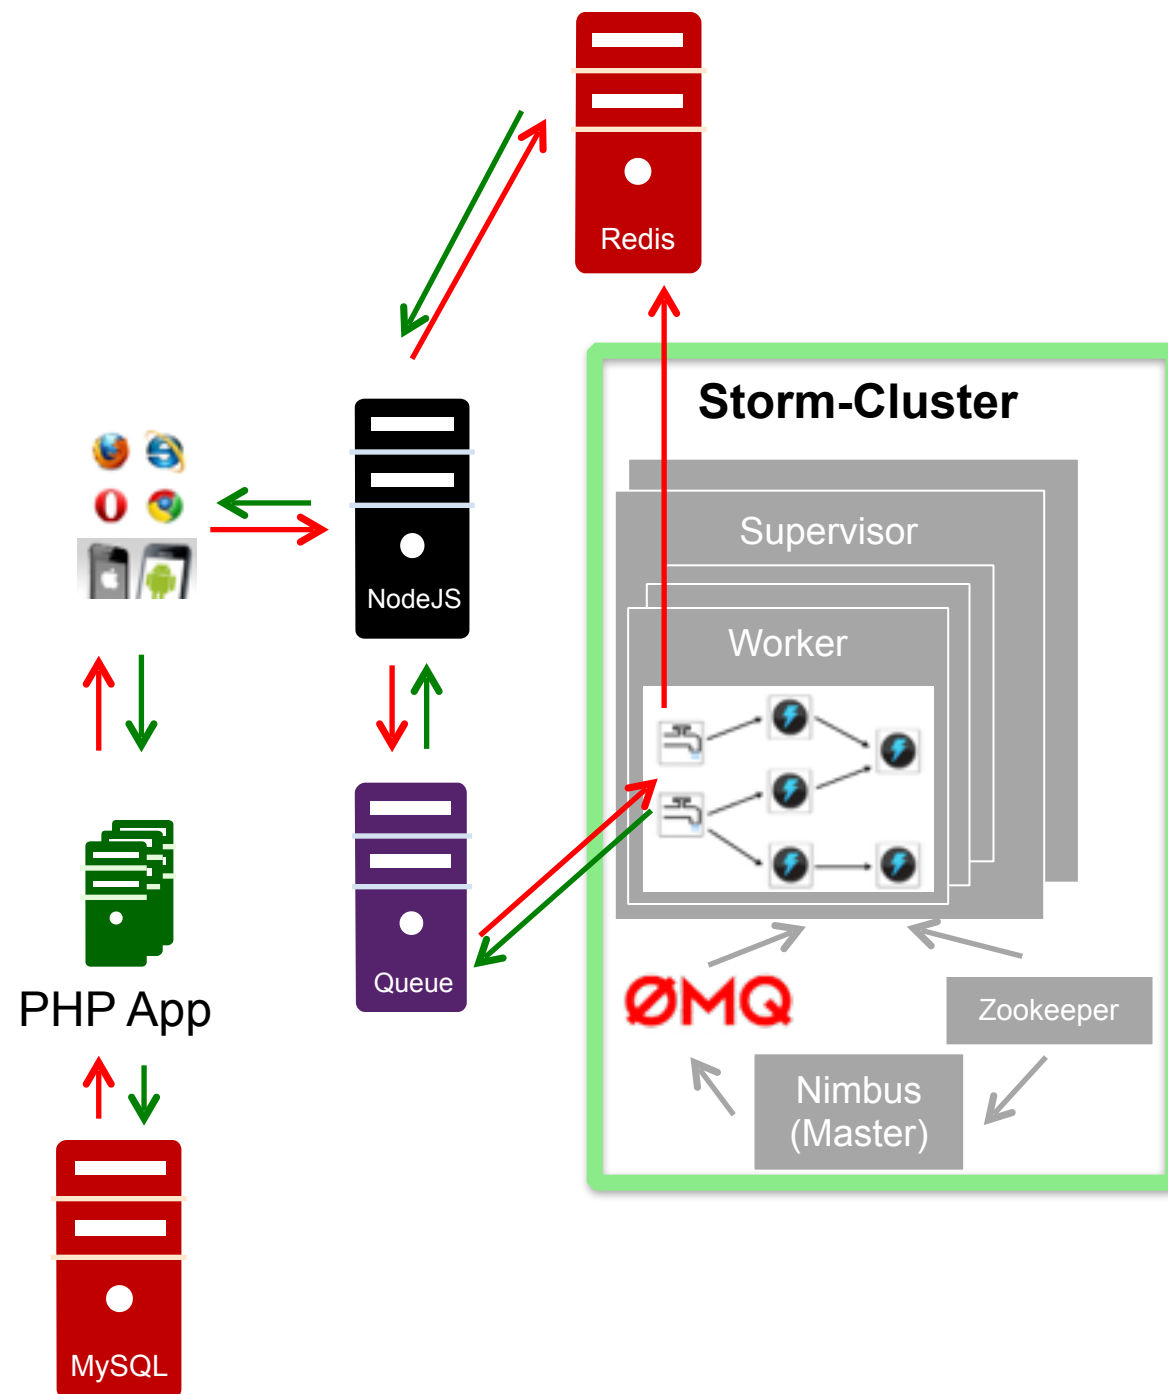 Redis
Storm-Cluster
Supervisor
NodeJS
Worker
Queue
PHP App
ØMQ
Zookeeper
Nimbus
(Master)
MySQL